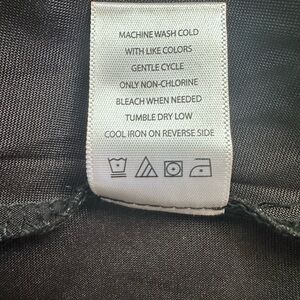 MACHINE WASH COLD
WITH LIKE COLORS
GENTLE CYCLE
ONLY NON-CHLORINE
BLEACH WHEN NEEDED
TUMBLE DRY LOW
COOL IRON ON REVERSE SIDE